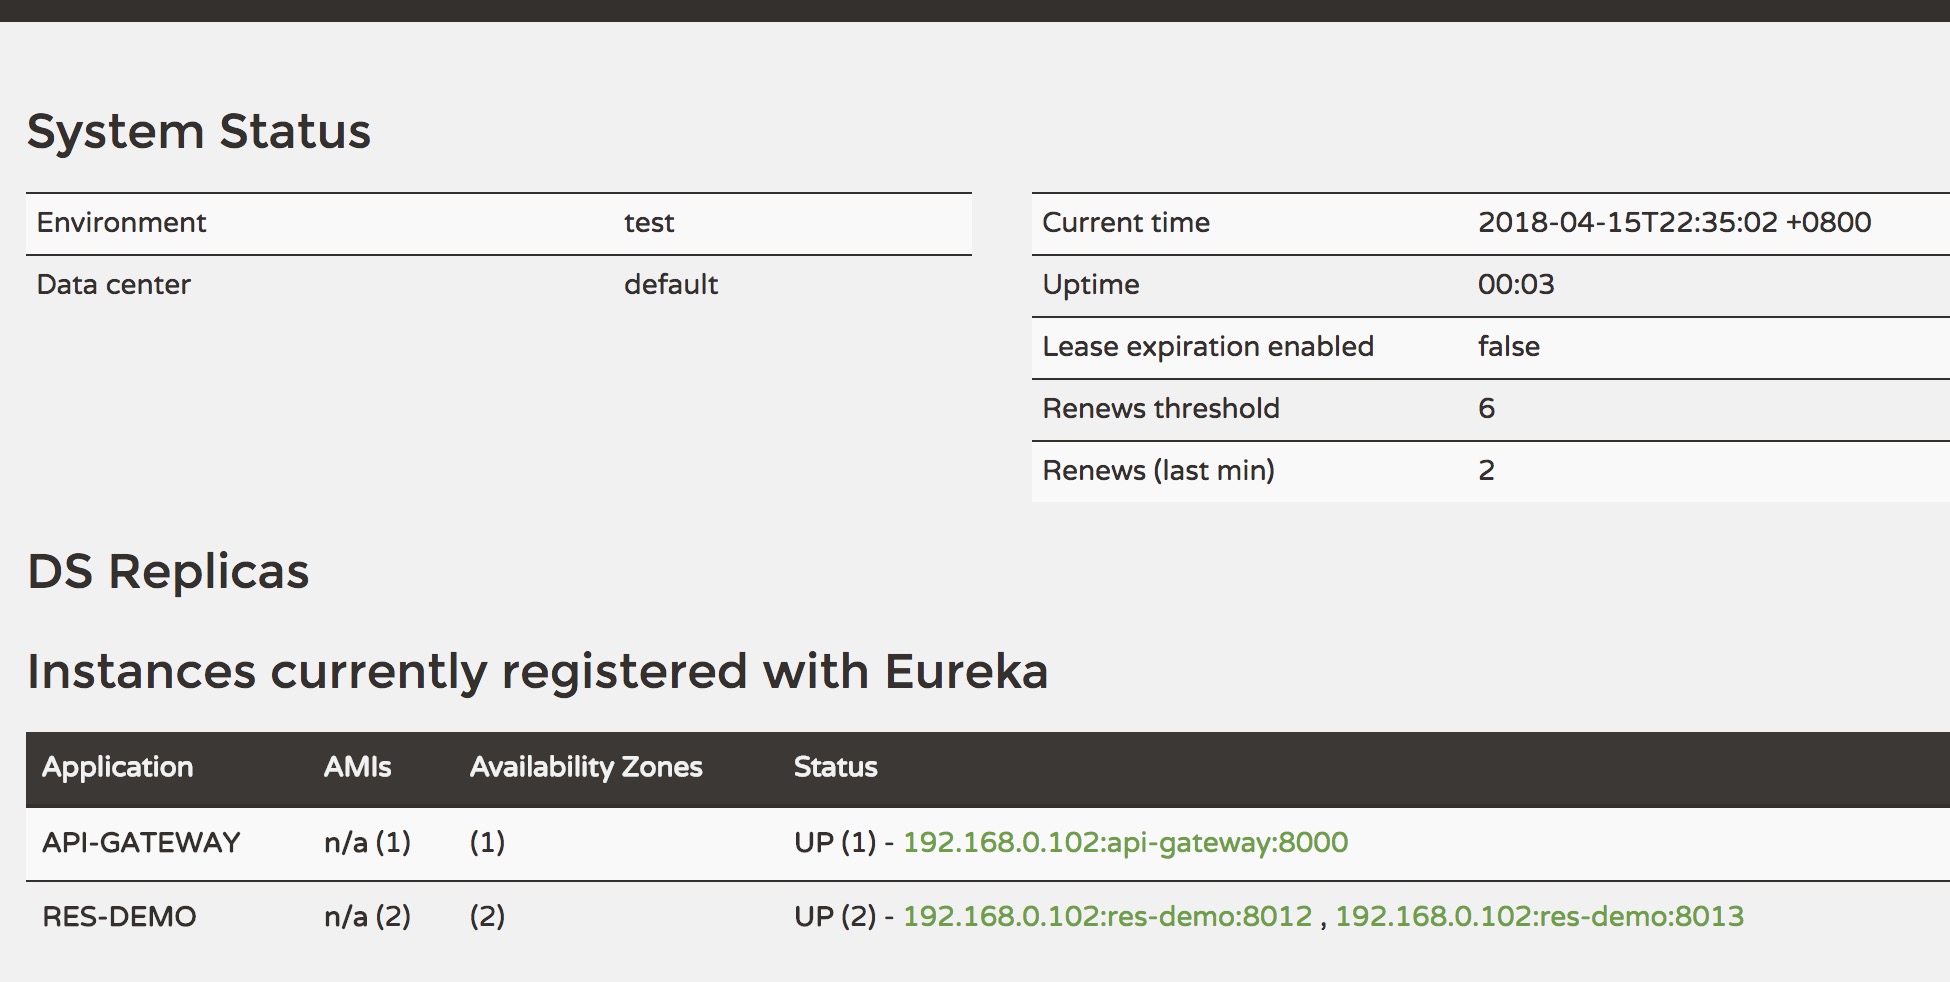 System Status
Environment test
Data center default
Current time 2018-04-15T22:35:02 +0800
Uptime 00:03
Lease expiration enabled false
Renews threshold 6
Renews (last min) 2
DS Replicas
Instances currently registered with Eureka
Application AMIs Availability Zones Status
API-GATEWAY n/a (1) (1) UP (1) - 192.168.0.102:api-gateway:8000
RES-DEMO n/a (2) (2) UP (2) - 192.168.0.102:res-demo:8012 , 192.168.0.102:res-demo:8013